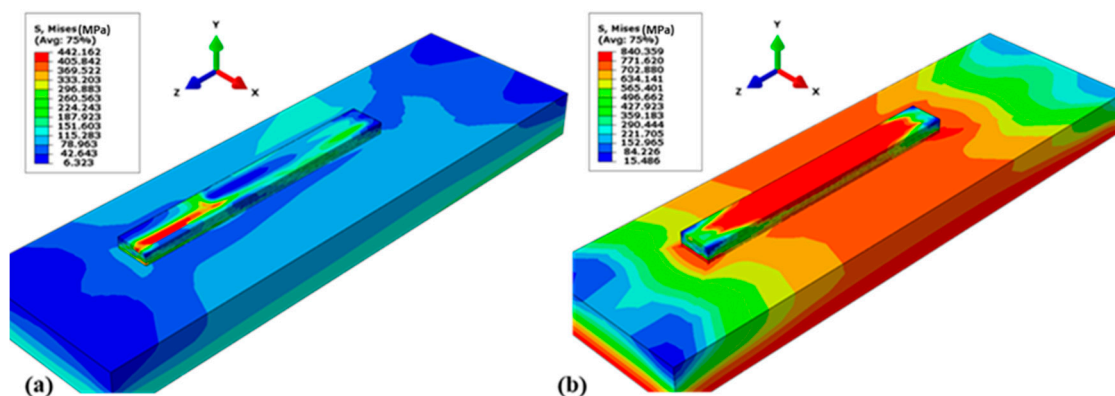 S, Mises(MPa)
(Avg: 75%)
442.162
405.842
369.522
333.203
296.883
260.563
224.243
187.923
151.603
115.283
78.963
42.643
6.323
Y
Z
X
(a)
S, Mises(MPa)
(Avg: 75%)
840.359
771.620
702.880
634.141
565.401
496.662
427.923
359.183
290.444
221.705
152.965
84.226
15.486
Y
Z
X
(b)